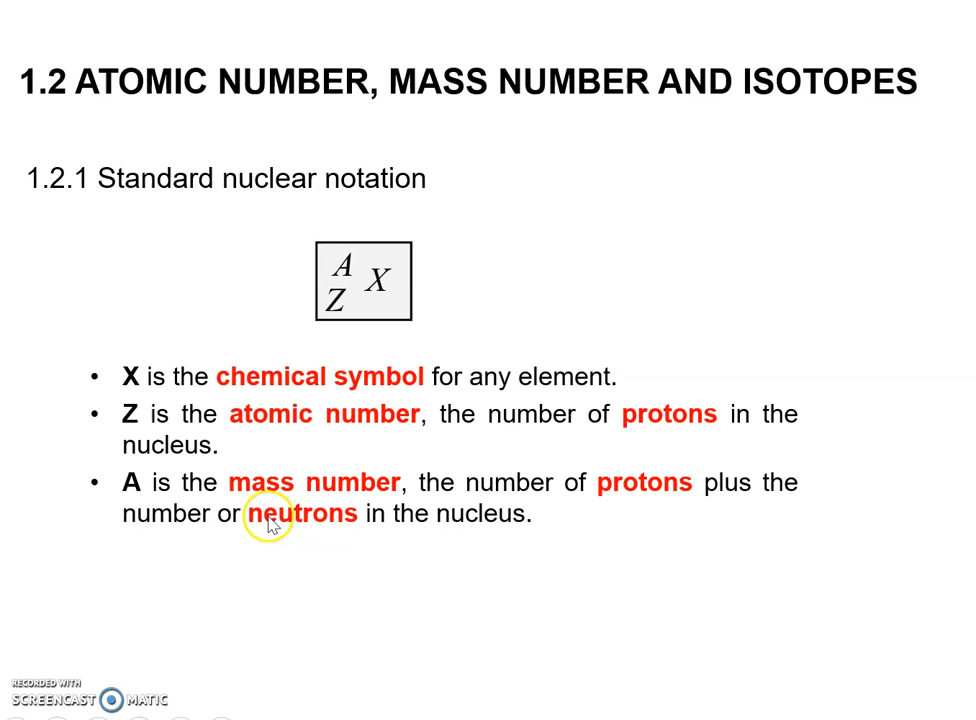 1.2 ATOMIC NUMBER, MASS NUMBER AND ISOTOPES
1.2.1 Standard nuclear notation
A
X
Z
• X is the chemical symbol for any element.
• Z is the atomic number, the number of protons in the
nucleus.
• A is the mass number, the number of protons plus the
number or neutrons in the nucleus.
RECORDED WITH
SCREENCAST MATIC